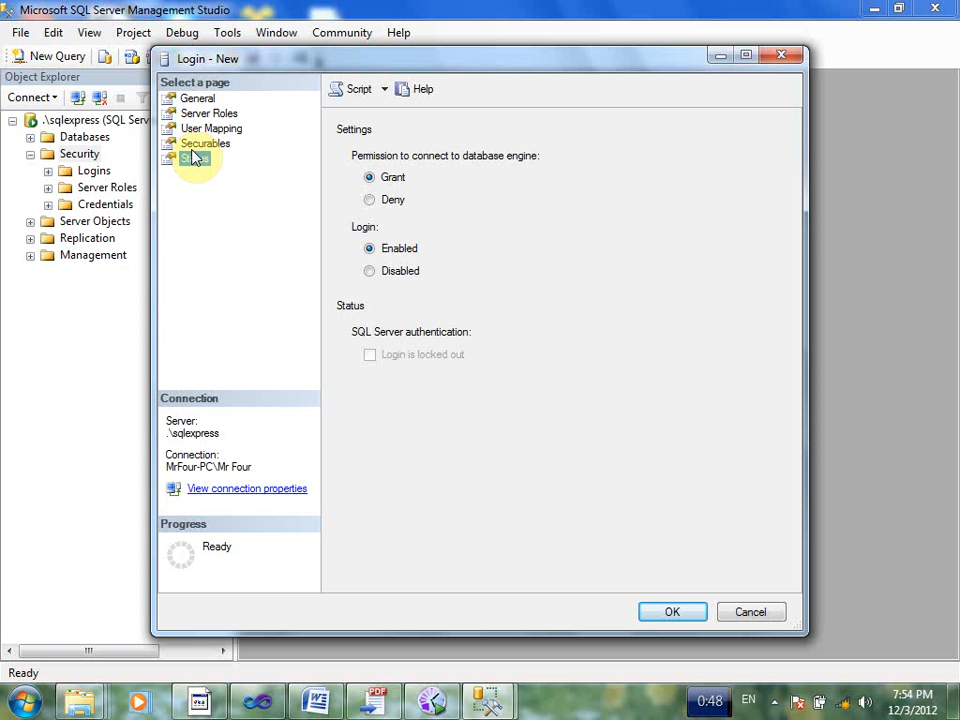 Microsoft SQL Server Management Studio
File Edit View Project Debug Tools Window Community Help
New Query
Object Explorer
Connect
.\sqlexpress (SQL Serv
Databases
Security
Logins
Server Roles
Credentials
Server Objects
Replication
Management
Login - New
Select a page
General
Server Roles
User Mapping
Securables
Script Help
Settings
Permission to connect to database engine:
Grant
Deny
Login:
Enabled
Disabled
Status
SQL Server authentication:
Login is locked out
Connection
Server:
.\sqlexpress
Connection:
MrFour-PC\Mr Four
View connection properties
Progress
Ready
OK Cancel
Ready
PDF
0:48 EN 7:54 PM
12/3/2012